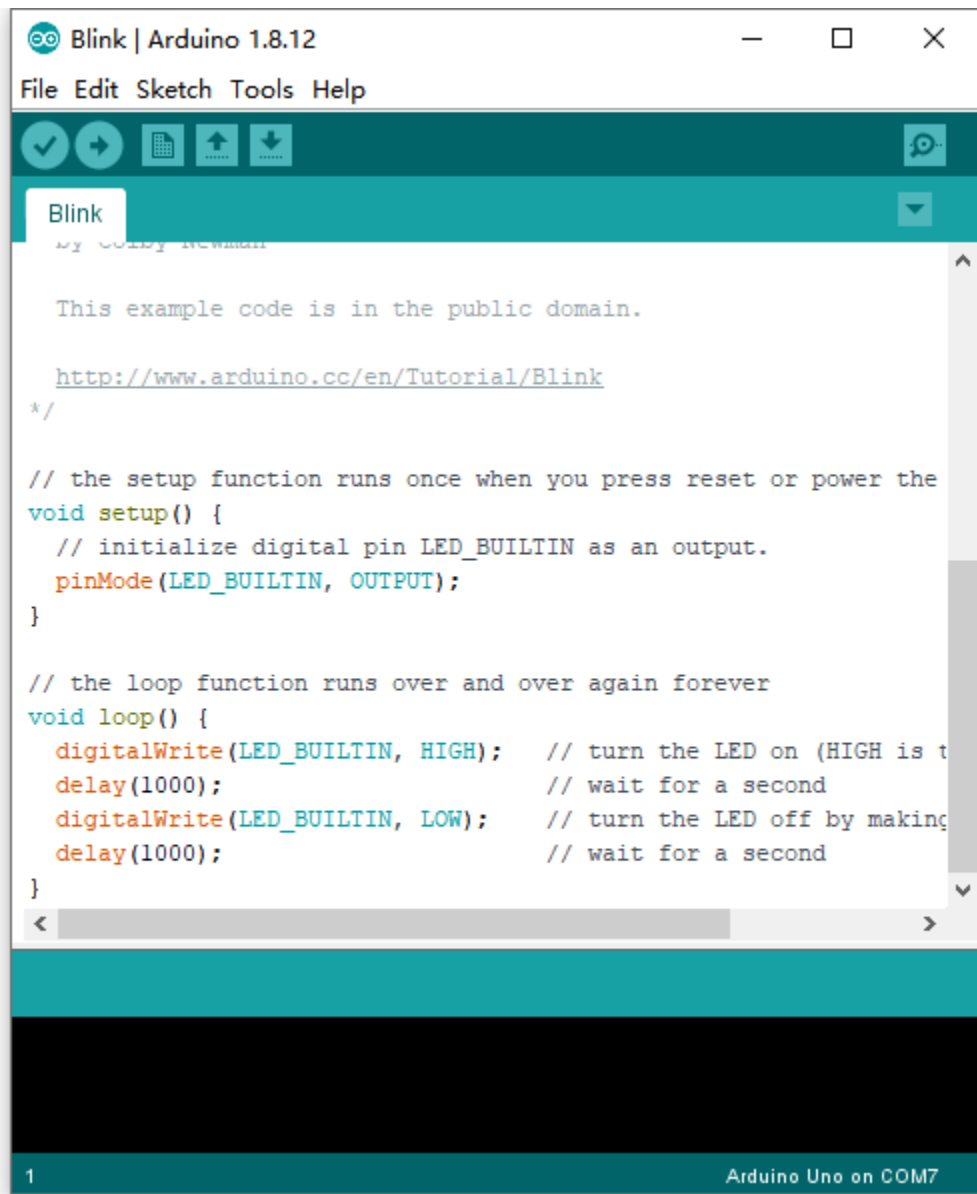 Blink | Arduino 1.8.12
File Edit Sketch Tools Help
Blink
by Colby Newman
This example code is in the public domain.
http://www.arduino.cc/en/Tutorial/Blink
*/
// the setup function runs once when you press reset or power the
void setup() {
  // initialize digital pin LED_BUILTIN as an output.
  pinMode(LED_BUILTIN, OUTPUT);
}
// the loop function runs over and over again forever
void loop() {
  digitalWrite(LED_BUILTIN, HIGH);   // turn the LED on (HIGH is t
  delay(1000);                       // wait for a second
  digitalWrite(LED_BUILTIN, LOW);    // turn the LED off by making
  delay(1000);                       // wait for a second
}
1 Arduino Uno on COM7